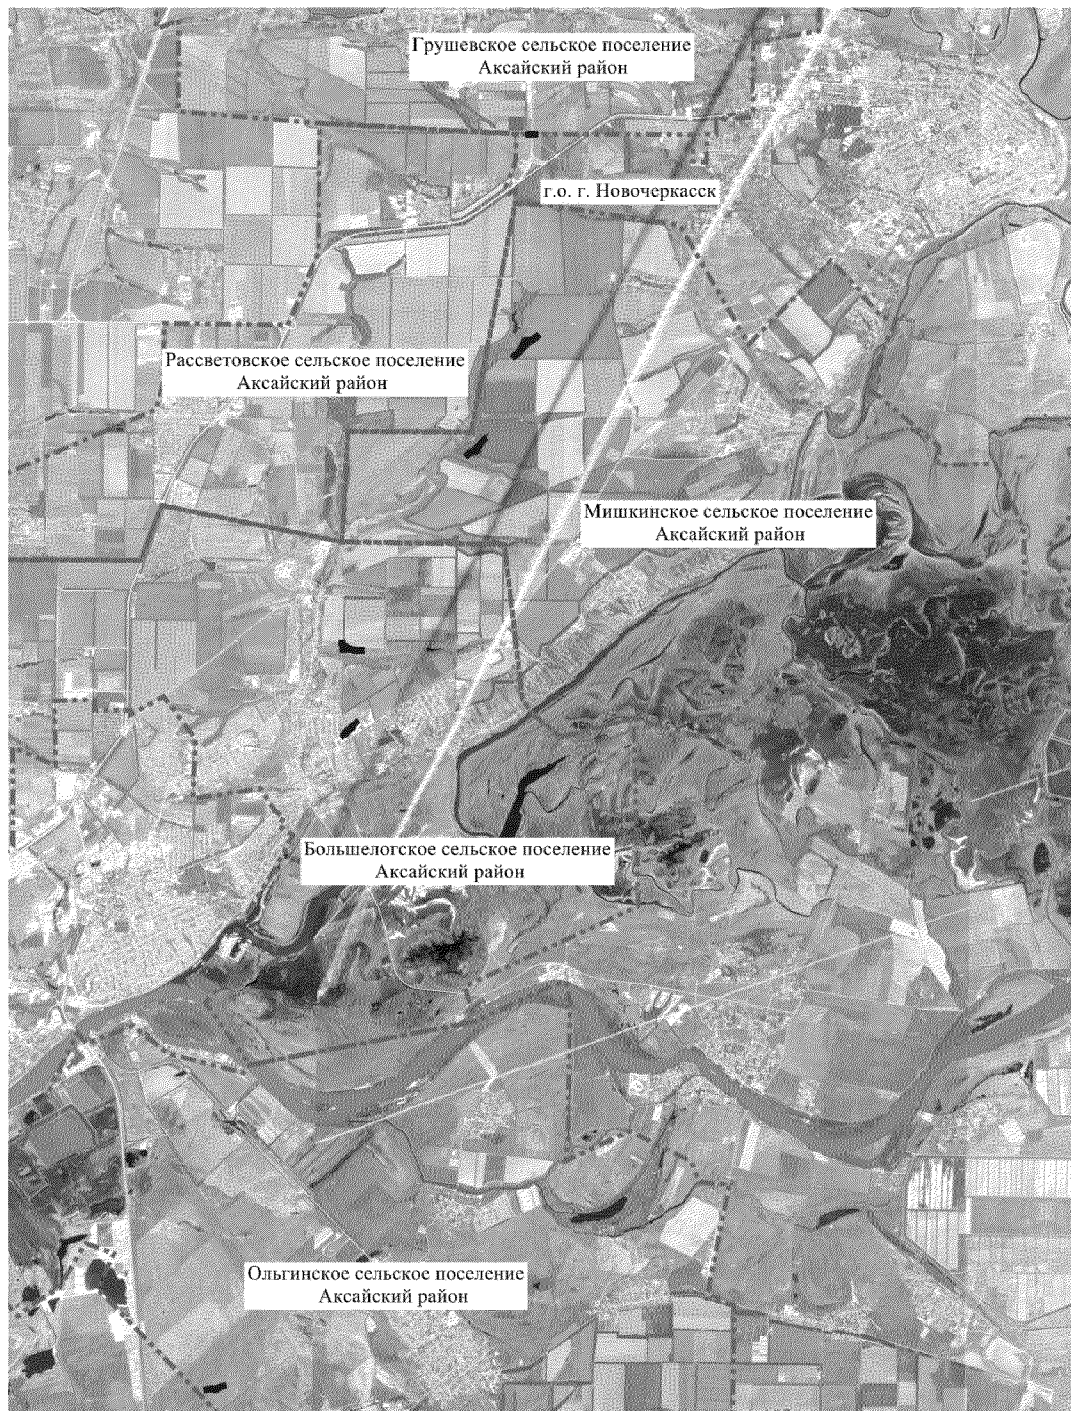 Грушевское сельское поселение
Аксайский район
г.о. г. Новочеркасск
Рассветовское сельское поселение
Аксайский район
Мишкинское сельское поселение
Аксайский район
Большелогское сельское поселение
Аксайский район
Ольгинское сельское поселение
Аксайский район